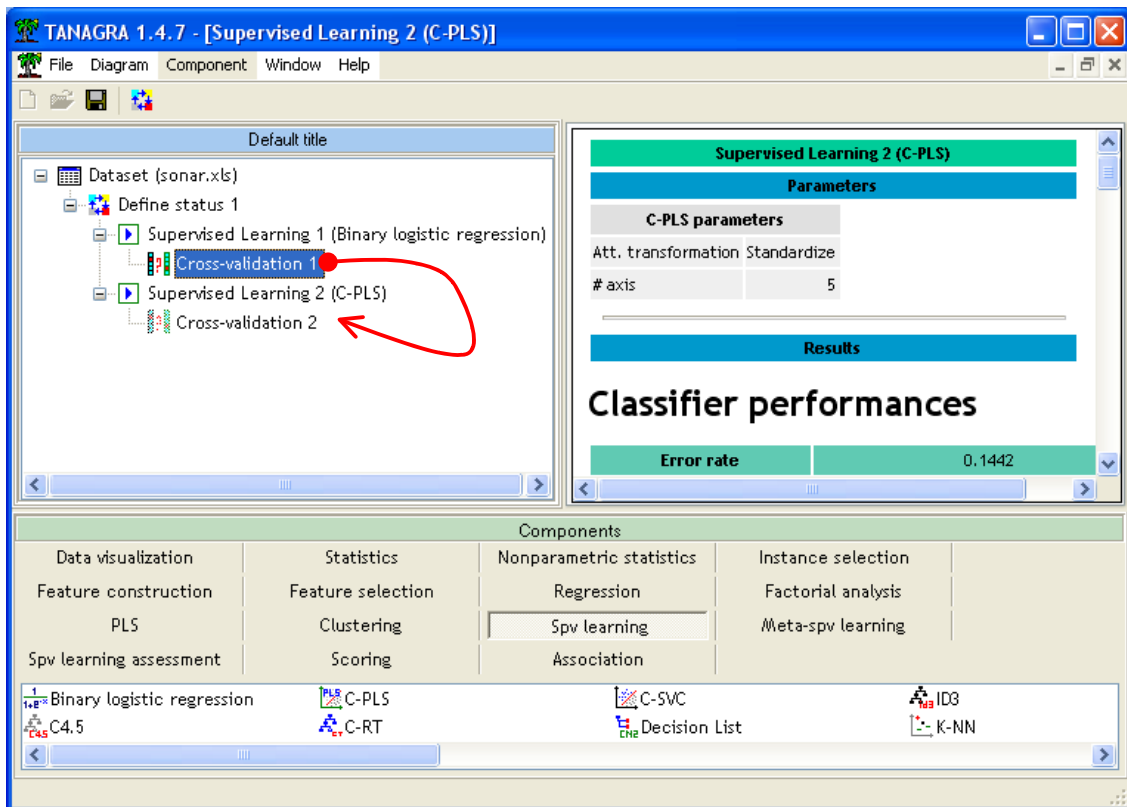 TANAGRA 1.4.7 - [Supervised Learning 2 (C-PLS)]
File Diagram Component Window Help
Default title
Dataset (sonar.xls)
Define status 1
Supervised Learning 1 (Binary logistic regression)
Cross-validation 1
Supervised Learning 2 (C-PLS)
Cross-validation 2
Supervised Learning 2 (C-PLS)
Parameters
C-PLS parameters
Att. transformation Standardize
# axis 5
Results
Classifier performances
Error rate 0.1442
Components
Data visualization Statistics Nonparametric statistics Instance selection
Feature construction Feature selection Regression Factorial analysis
PLS Clustering Spv learning Meta-spv learning
Spv learning assessment Scoring Association
Binary logistic regression C-PLS C-SVC ID3
C4.5 C-RT Decision List K-NN